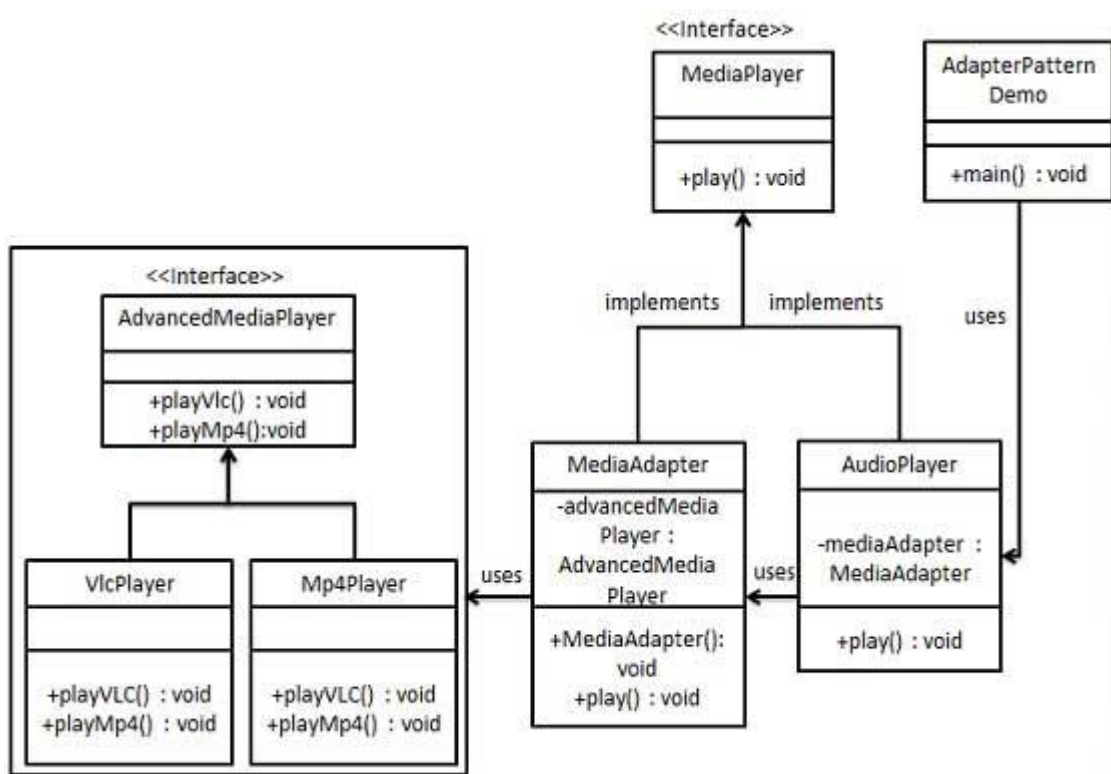 <<Interface>>
MediaPlayer
+play() : void
AdapterPattern
Demo
+main() : void
implements
implements
uses
<<Interface>>
AdvancedMediaPlayer
+playVlc() : void
+playMp4():void
VlcPlayer
+playVLC() : void
+playMp4() : void
Mp4Player
+playVLC() : void
+playMp4() : void
uses
MediaAdapter
-advancedMedia
Player :
AdvancedMedia
Player
+MediaAdapter():
void
+play() : void
uses
AudioPlayer
-mediaAdapter :
MediaAdapter
+play() : void